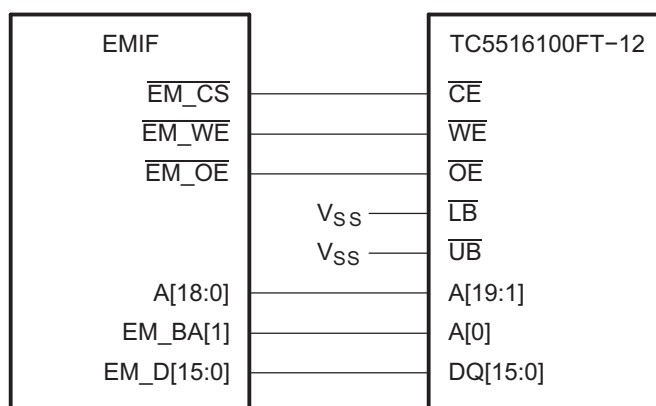 EMIF TC5516100FT−12
EM_CS CE
EM_WE WE
EM_OE OE
VSS LB
VSS UB
A[18:0] A[19:1]
EM_BA[1] A[0]
EM_D[15:0] DQ[15:0]